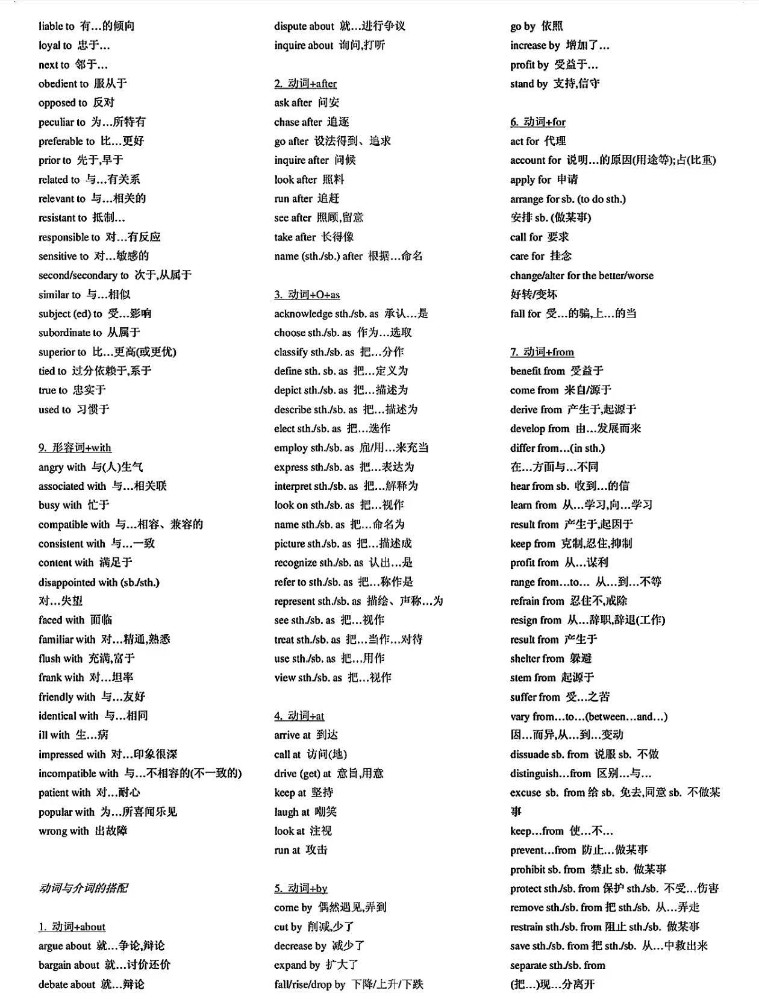 liable to 有…的倾向
loyal to 忠于…
next to 邻于…
obedient to 服从于
opposed to 反对
peculiar to 为…所特有
preferable to 比…更好
prior to 先于,早于
related to 与…有关系
relevant to 与…相关的
resistant to 抵制…
responsible to 对…有反应
sensitive to 对…敏感的
second/secondary to 次于,从属于
similar to 与…相似
subject (ed) to 受…影响
subordinate to 从属于
superior to 比…更高(或更优)
tied to 过分依赖于,系于
true to 忠实于
used to 习惯于
9. 形容词+with
angry with 与(人)生气
associated with 与…相关联
busy with 忙于
compatible with 与…相容、兼容的
consistent with 与…一致
content with 满足于
disappointed with (sb./sth.)
对…失望
faced with 面临
familiar with 对…精通,熟悉
flush with 充满,富于
frank with 对…坦率
friendly with 与…友好
identical with 与…相同
ill with 生…病
impressed with 对…印象很深
incompatible with 与…不相容的(不一致的)
patient with 对…耐心
popular with 为…所喜闻乐见
wrong with 出故障
动词与介词的搭配
1. 动词+about
argue about 就…争论,辩论
bargain about 就…讨价还价
debate about 就…辩论
dispute about 就…进行争议
inquire about 询问,打听
2. 动词+after
ask after 问安
chase after 追逐
go after 设法得到、追求
inquire after 问候
look after 照料
run after 追赶
see after 照顾,留意
take after 长得像
name (sth./sb.) after 根据…命名
3. 动词+O+as
acknowledge sth./sb. as 承认…是
choose sth./sb. as 作为…选取
classify sth./sb. as 把…分作
define sth. sb. as 把…定义为
depict sth./sb. as 把…描述为
describe sth./sb. as 把…描述为
elect sth./sb. as 把…选作
employ sth./sb. as 雇/用…来充当
express sth./sb. as 把…表达为
interpret sth./sb. as 把…解释为
look on sth./sb. as 把…视作
name sth./sb. as 把…命名为
picture sth./sb. as 把…描述成
recognize sth./sb. as 认出…是
refer to sth./sb. as 把…称作是
represent sth./sb. as 描绘、声称…为
see sth./sb. as 把…视作
treat sth./sb. as 把…当作…对待
use sth./sb. as 把…用作
view sth./sb. as 把…视作
4. 动词+at
arrive at 到达
call at 访问(地)
drive (get) at 意旨,用意
keep at 坚持
laugh at 嘲笑
look at 注视
run at 攻击
5. 动词+by
come by 偶然遇见,弄到
cut by 削减,少了
decrease by 减少了
expand by 扩大了
fall/rise/drop by 下降/上升/下跌
go by 依照
increase by 增加了…
profit by 受益于…
stand by 支持,信守
6. 动词+for
act for 代理
account for 说明…的原因(用途等);占(比重)
apply for 申请
arrange for sb. (to do sth.)
安排 sb. (做某事)
call for 要求
care for 挂念
change/alter for the better/worse
好转/变坏
fall for 受…的骗,上…的当
7. 动词+from
benefit from 受益于
come from 来自/源于
derive from 产生于,起源于
develop from 由…发展而来
differ from…(in sth.)
在…方面与…不同
hear from sb. 收到…的信
learn from 从…学习,向…学习
result from 产生于,起因于
keep from 克制,忍住,抑制
profit from 从…谋利
range from…to… 从…到…不等
refrain from 忍住不,戒除
resign from 从…辞职,辞退(工作)
result from 产生于
shelter from 躲避
stem from 起源于
suffer from 受…之苦
vary from…to…(between…and…)
因…而异,从…到…变动
dissuade sb. from 说服 sb. 不做
distinguish…from 区别…与…
excuse sb. from 给 sb. 免去,同意 sb. 不做某
事
keep…from 使…不…
prevent…from 防止…做某事
prohibit sb. from 禁止 sb. 做某事
protect sth./sb. from 保护 sth./sb. 不受…伤害
remove sth./sb. from 把 sth./sb. 从…弄走
restrain sth./sb. from 阻止 sth./sb. 做某事
save sth./sb. from 把 sth./sb. 从…中救出来
separate sth./sb. from
(把…)现…分离开